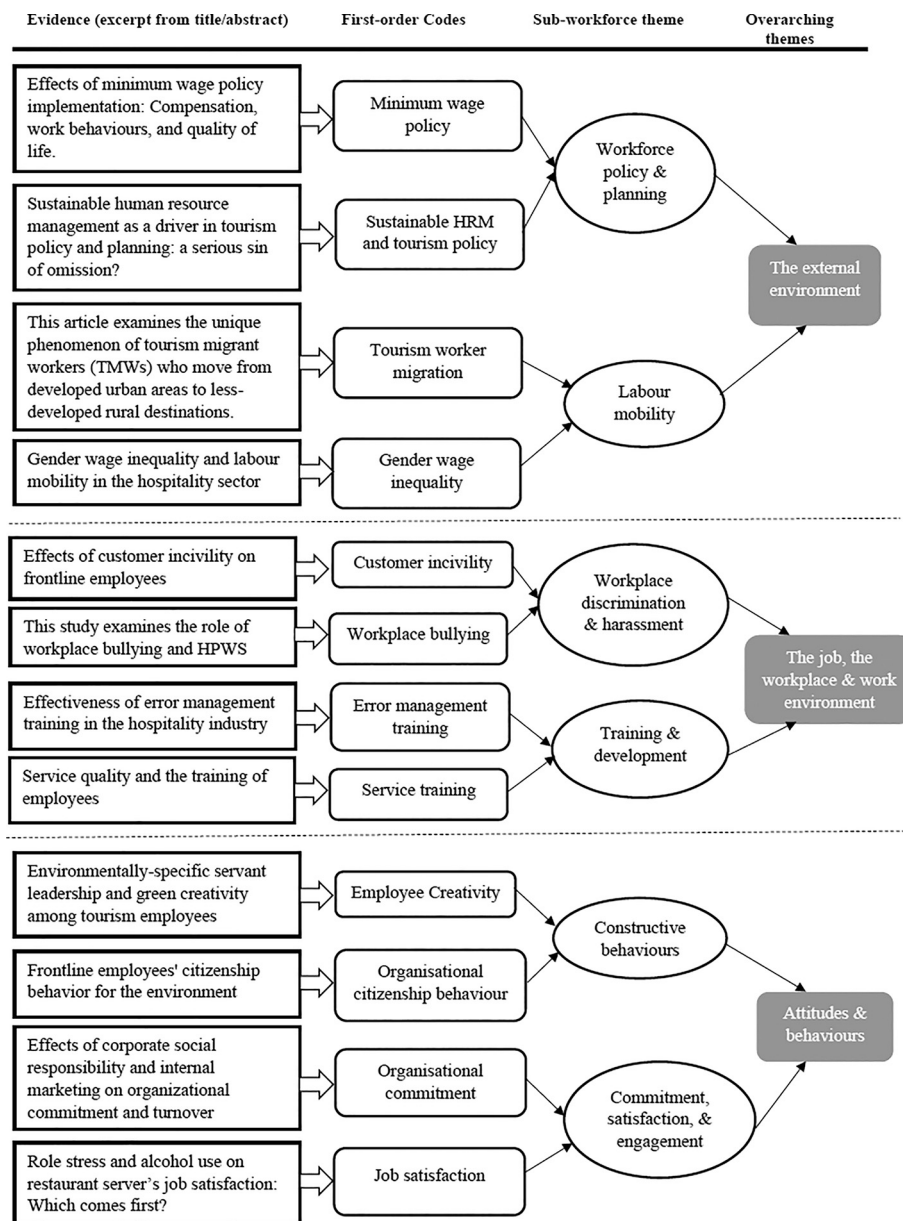 Evidence (excerpt from title/abstract)
First-order Codes
Sub-workforce theme
Overarching
themes
Effects of minimum wage policy
implementation: Compensation,
work behaviours, and quality of
life.
Minimum wage
policy
Workforce
policy &
planning
Sustainable human resource
management as a driver in tourism
policy and planning: a serious sin
of omission?
Sustainable HRM
and tourism policy
The external
environment
This article examines the unique
phenomenon of tourism migrant
workers (TMWs) who move from
developed urban areas to less-
developed rural destinations.
Tourism worker
migration
Labour
mobility
Gender wage inequality and labour
mobility in the hospitality sector
Gender wage
inequality
Effects of customer incivility on
frontline employees
Customer incivility
Workplace
discrimination
& harassment
This study examines the role of
workplace bullying and HPWS
Workplace bullying
The job, the
workplace & work
environment
Effectiveness of error management
training in the hospitality industry
Error management
training
Training &
development
Service quality and the training of
employees
Service training
Environmentally-specific servant
leadership and green creativity
among tourism employees
Employee Creativity
Constructive
behaviours
Frontline employees' citizenship
behavior for the environment
Organisational
citizenship behaviour
Attitudes &
behaviours
Effects of corporate social
responsibility and internal
marketing on organizational
commitment and turnover
Organisational
commitment
Commitment,
satisfaction, &
engagement
Role stress and alcohol use on
restaurant server's job satisfaction:
Which comes first?
Job satisfaction